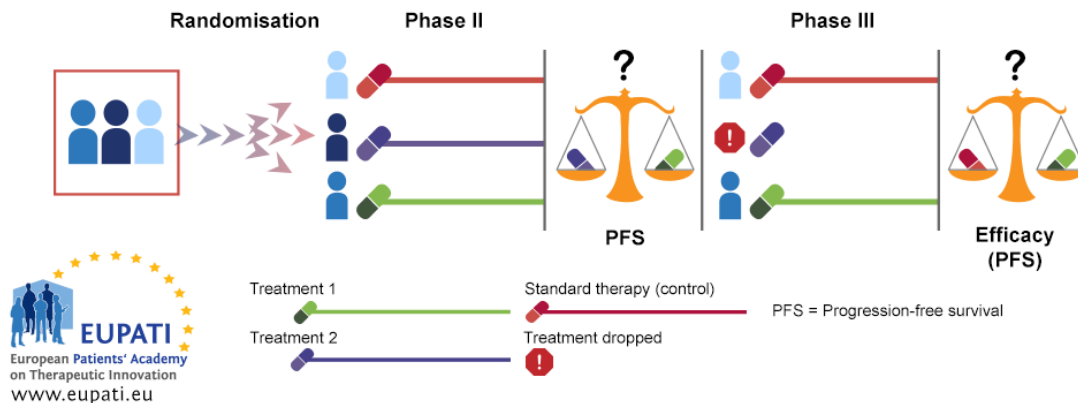 Randomisation
Phase II
Phase III
?
?
!
PFS
Efficacy
(PFS)
Treatment 1
Standard therapy (control)
PFS = Progression-free survival
Treatment 2
Treatment dropped
!
EUPATI
European Patients' Academy
on Therapeutic Innovation
www.eupati.eu